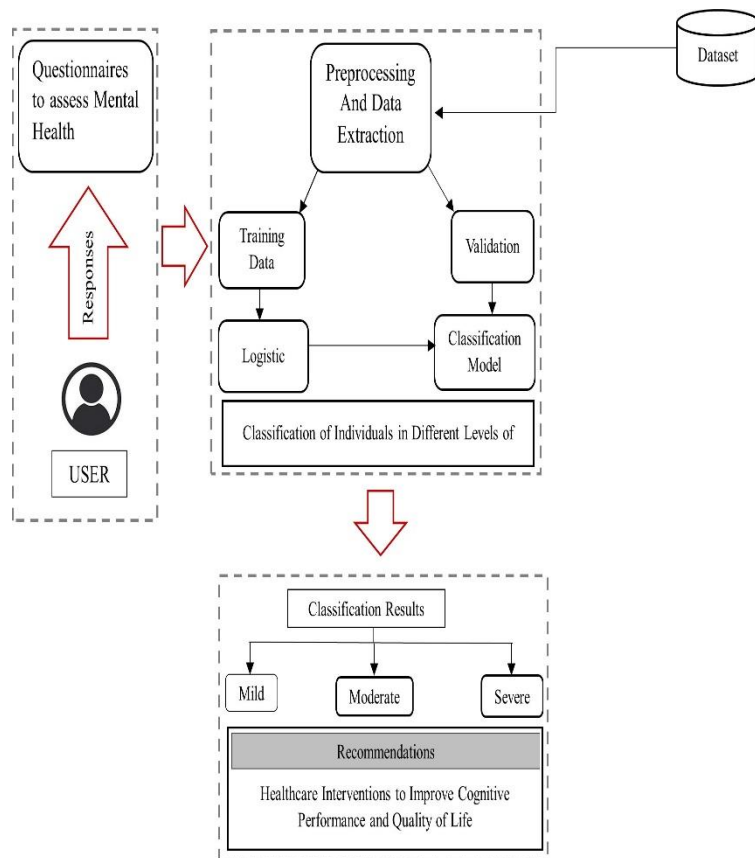 Questionnaires
to assess Mental
Health
Responses
USER
Preprocessing
And Data
Extraction
Dataset
Training
Data
Validation
Logistic
Classification
Model
Classification of Individuals in Different Levels of
Classification Results
Mild
Moderate
Severe
Recommendations
Healthcare Interventions to Improve Cognitive
Performance and Quality of Life